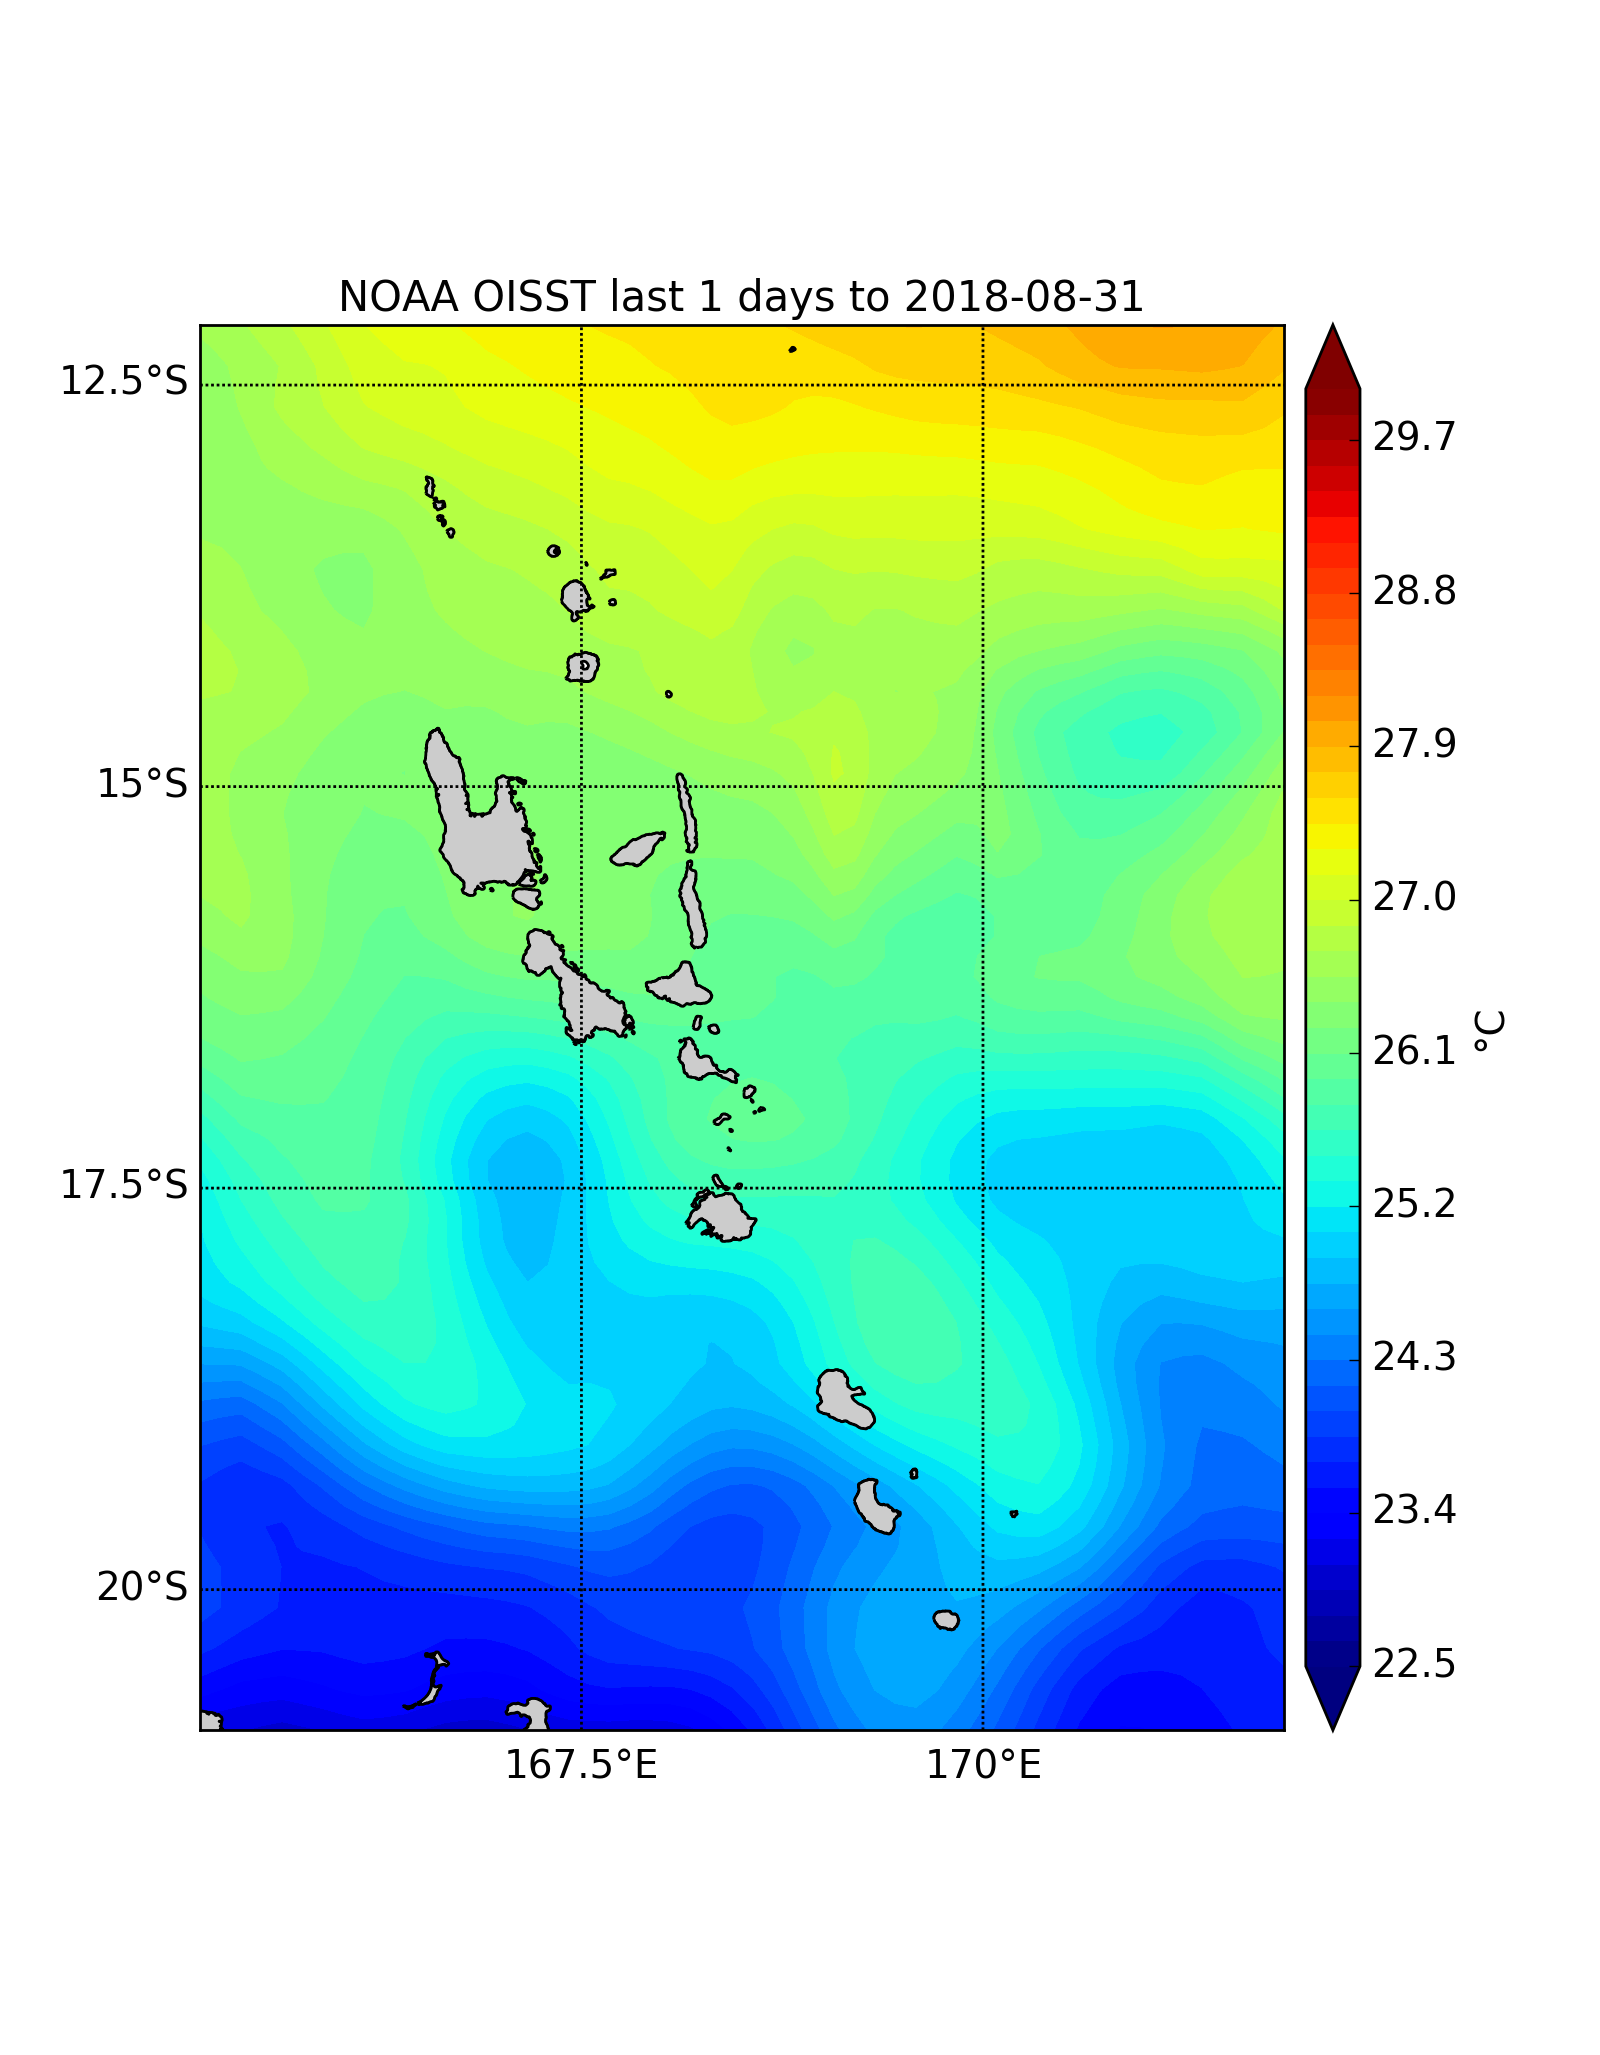 NOAA OISST last 1 days to 2018-08-31
12.5°S
15°S
17.5°S
20°S
167.5°E
170°E
29.7
28.8
27.9
27.0
26.1
25.2
24.3
23.4
22.5
°C